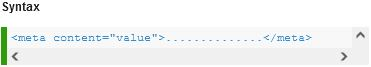 Syntax
<meta content="value">..............</meta>